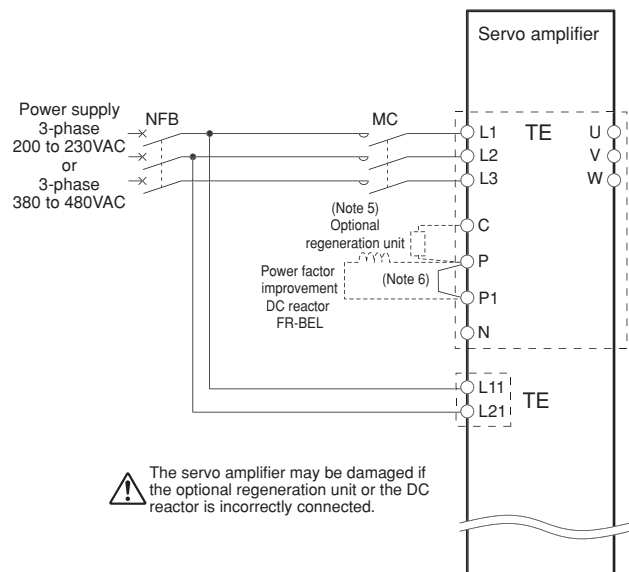 Servo amplifier
Power supply
3-phase
200 to 230VAC
or
3-phase
380 to 480VAC
NFB
MC
L1
TE
U
L2
V
L3
W
(Note 5)
Optional
regeneration unit
C
P
Power factor
improvement
DC reactor
FR-BEL
(Note 6)
P1
N
L11
L21
TE
The servo amplifier may be damaged if
the optional regeneration unit or the DC
reactor is incorrectly connected.